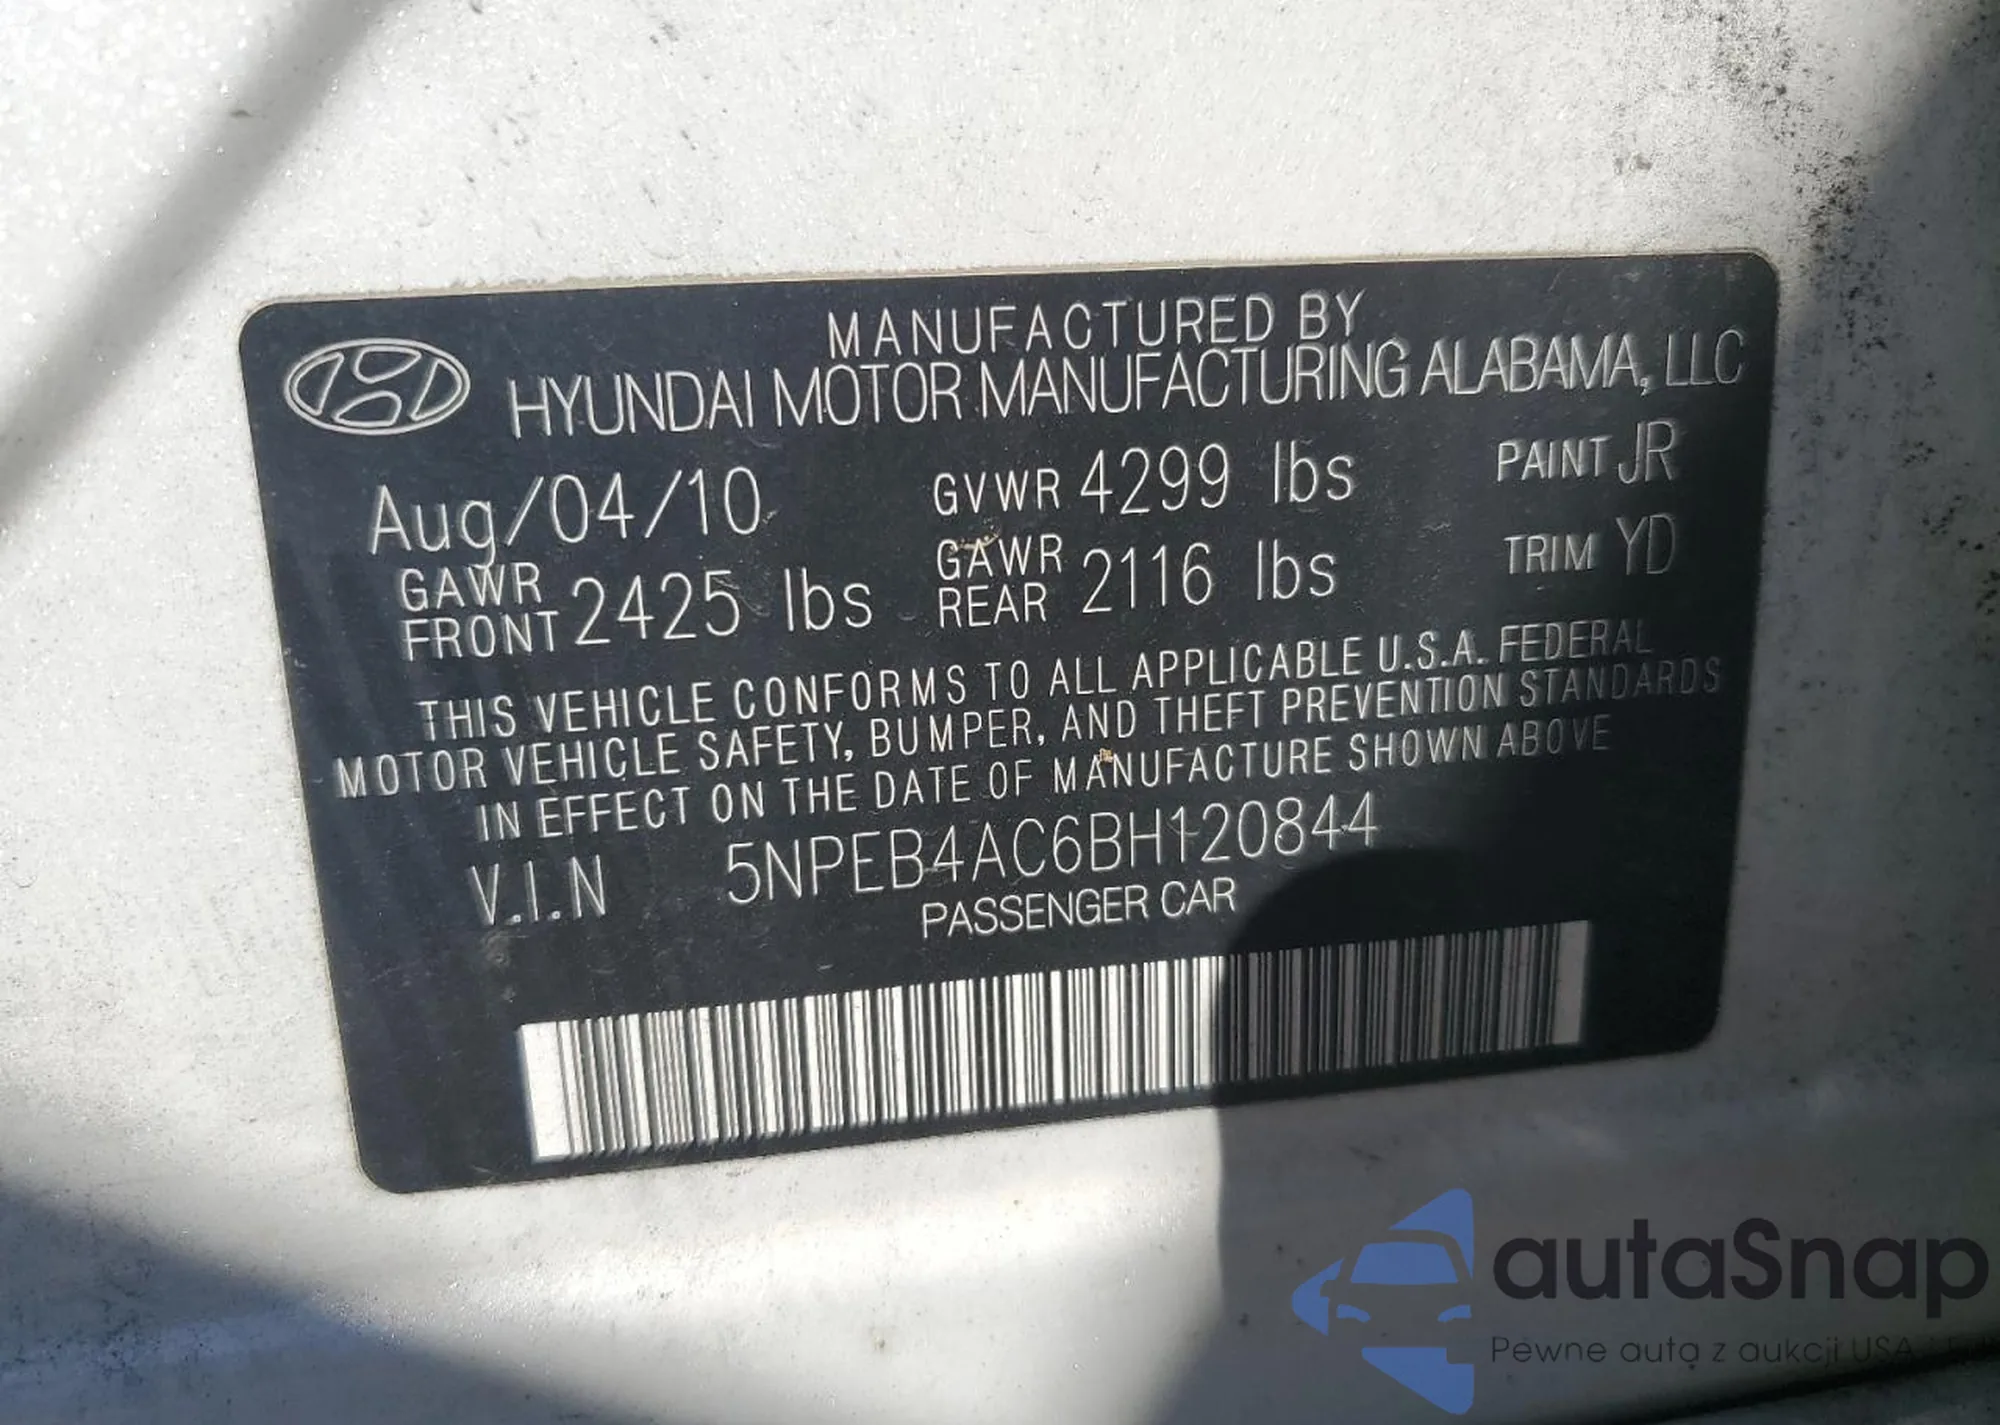 MANUFACTURED BY
HYUNDAI MOTOR MANUFACTURING ALABAMA, LLC
Aug/04/10 GVWR 4299 lbs PAINT JR
GAWR FRONT 2425 lbs GAWR REAR 2116 lbs TRIM YD
THIS VEHICLE CONFORMS TO ALL APPLICABLE U.S.A. FEDERAL
MOTOR VEHICLE SAFETY, BUMPER, AND THEFT PREVENTION STANDARDS
IN EFFECT ON THE DATE OF MANUFACTURE SHOWN ABOVE
V.I.N 5NPEB4AC6BH120844
PASSENGER CAR
autaSnap
Pewne auta z aukcji USA i